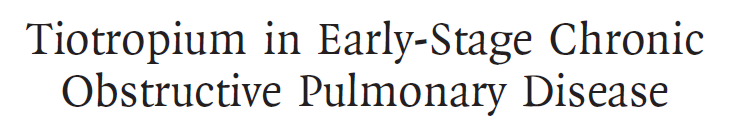 Tiotropium in Early-Stage Chronic
Obstructive Pulmonary Disease